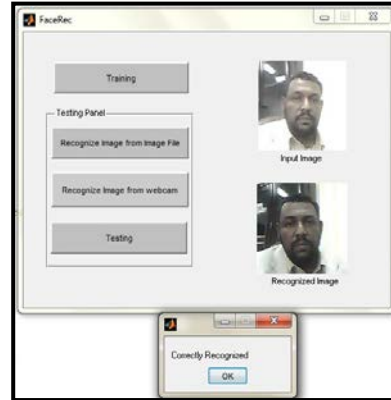 FaceRec
Training
Testing Panel
Recognize Image from Image File
Recognize Image from webcam
Testing
Input Image
Recognized Image
Correctly Recognized
OK